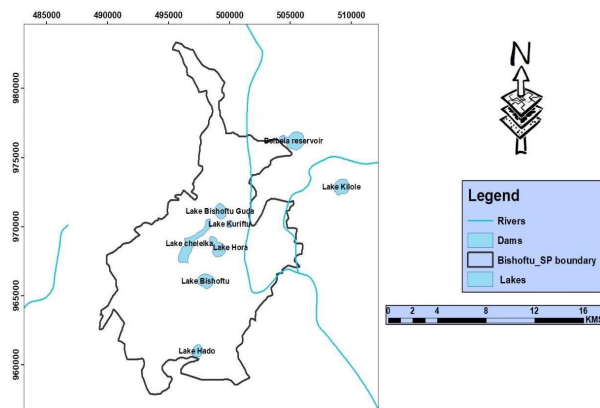 485000 490000 495000 500000 505000 510000
N
980000
975000
970000
965000
960000
Belbela reservoir
Lake Kilole
Lake Bishoftu Guda
Lake Kuriftu
Lake cheleleka
Lake Hora
Lake Bishoftu
Lake Hado
Legend
Rivers
Dams
Bishoftu_SP boundary
Lakes
0 2 4 8 12 16
KMS